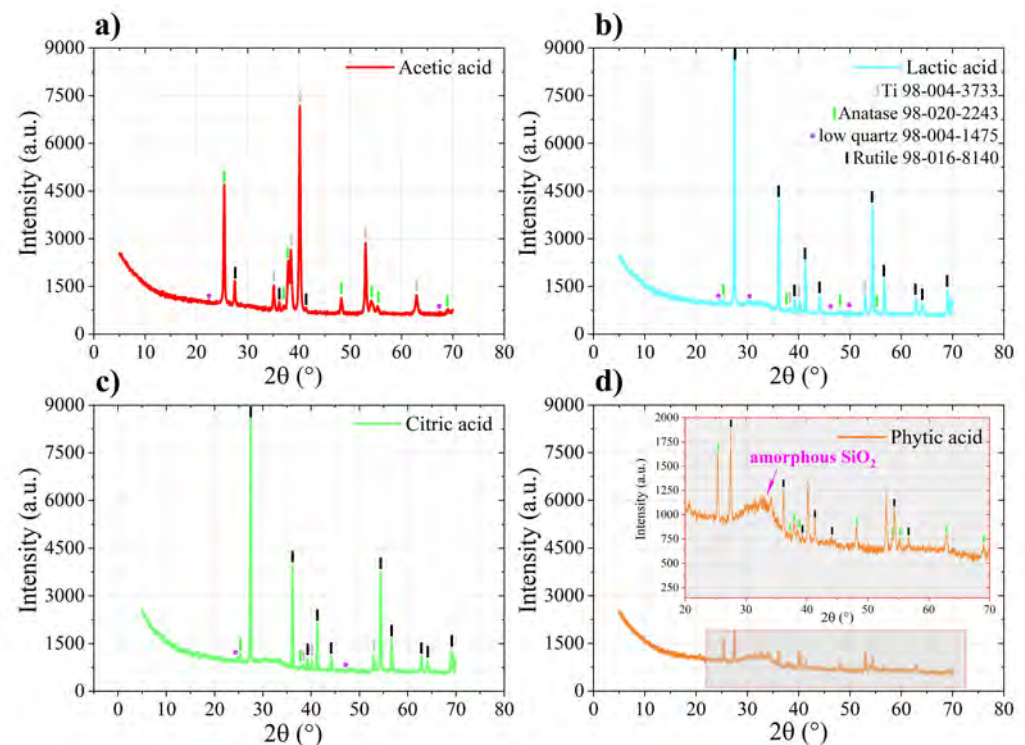 a)
Intensity (a.u.)
9000
7500
6000
4500
3000
1500
0
Acetic acid
0 10 20 30 40 50 60 70 80
2θ (°)
b)
Intensity (a.u.)
9000
7500
6000
4500
3000
1500
0
Lactic acid
Ti 98-004-3733
Anatase 98-020-2243
low quartz 98-004-1475
Rutile 98-016-8140
0 10 20 30 40 50 60 70 80
2θ (°)
c)
Intensity (a.u.)
9000
7500
6000
4500
3000
1500
0
Citric acid
0 10 20 30 40 50 60 70 80
2θ (°)
d)
Intensity (a.u.)
9000
7500
6000
4500
3000
1500
0
Phytic acid
amorphous SiO₂
Intensity (a.u.)
2000
1750
1500
1250
1000
750
500
250
20 30 40 50 60 70
2θ (°)
0 10 20 30 40 50 60 70 80
2θ (°)